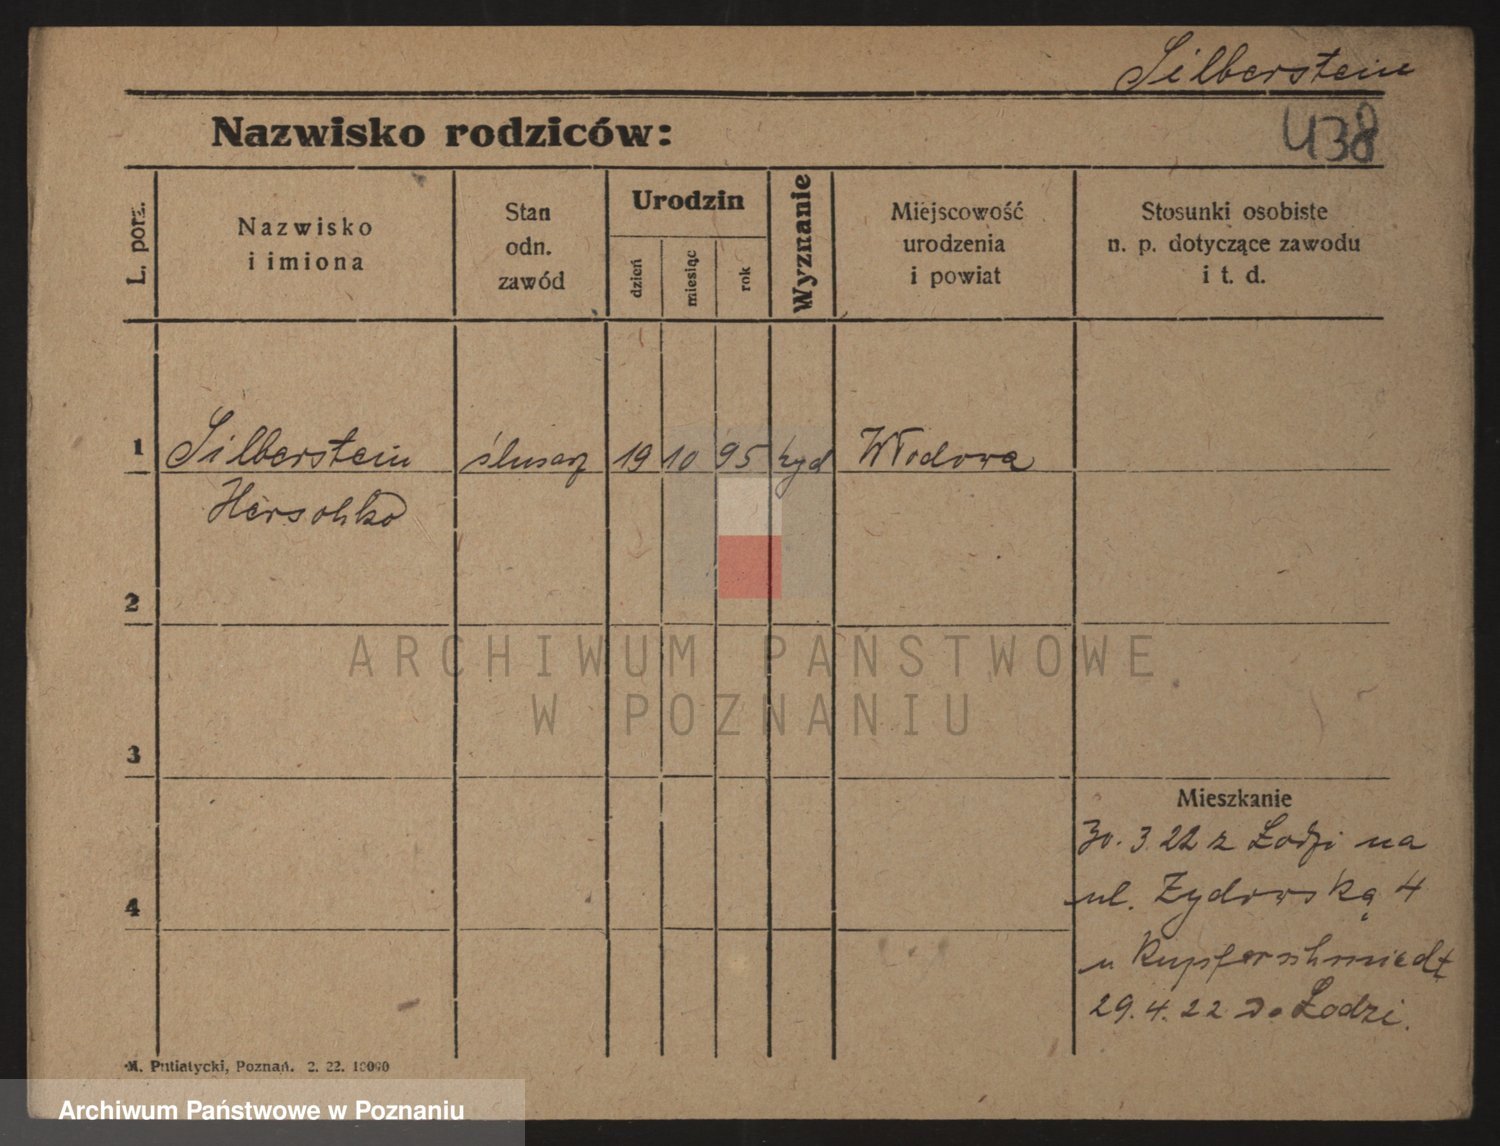 Silberstein
438
Nazwisko rodziców:
L. porz.
Nazwisko
i imiona
Stan
odn.
zawód
Urodzin
dzień
miesiąc
rok
Wyznanie
Miejscowość
urodzenia
i powiat
Stosunki osobiste
n. p. dotyczące zawodu
i t. d.
1 Silberstein ślusarz 19 10 95 żyd Włodowa
Herschko
2
3
4
Mieszkanie
30. 3. 22 z Łodzi na
ul. Żydowską 4
u Kupferschmiedt
29. 4. 22 do Łodzi.
M. Putiatycki, Poznań. 2. 22. 10000
ARCHIWUM PAŃSTWOWE
W POZNANIU
Archiwum Państwowe w Poznaniu